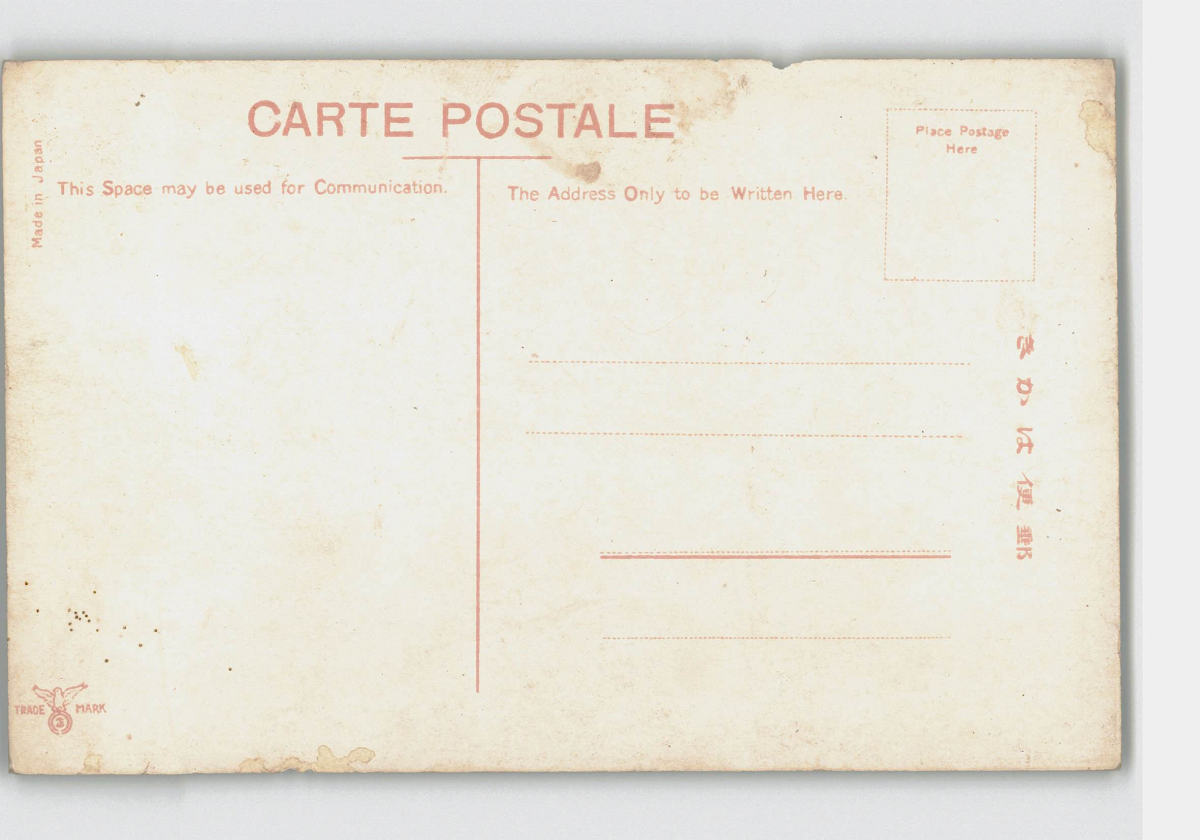 CARTE POSTALE
Made in Japan
This Space may be used for Communication.
The Address Only to be Written Here.
Place Postage
Here
郵便はかき
TRADE MARK